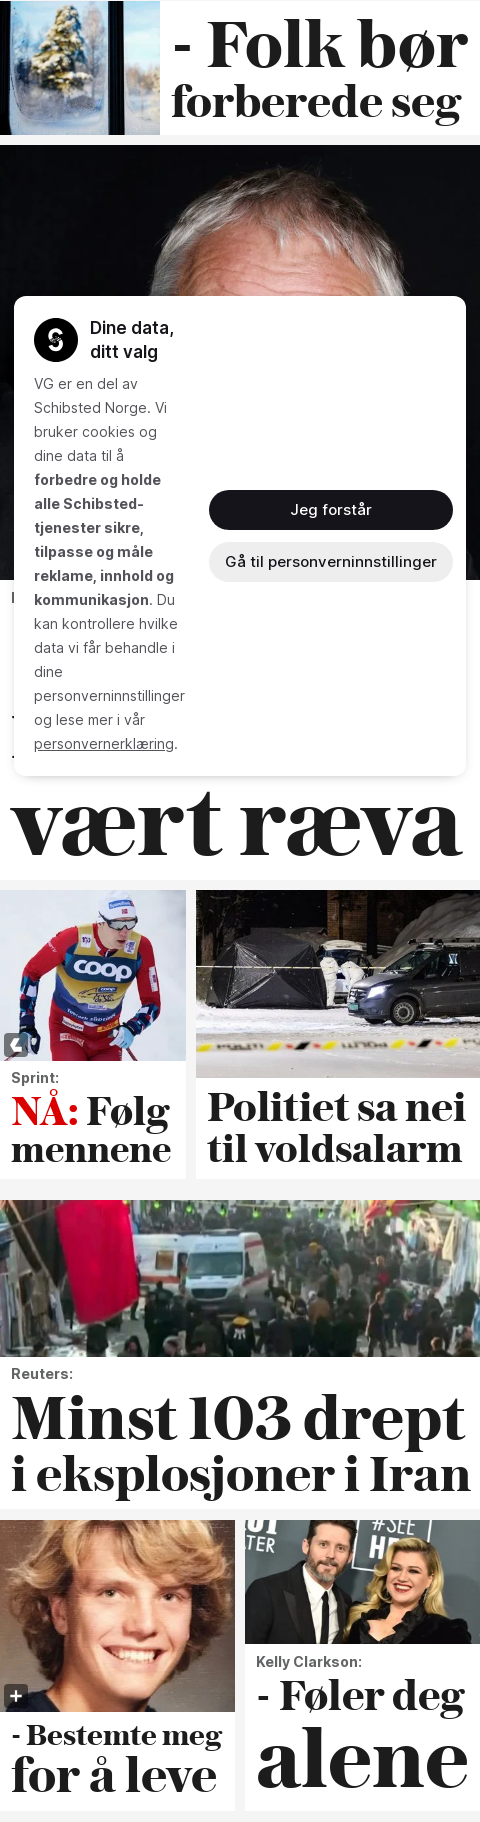 - Folk bør
forberede seg
Dine data,
ditt valg
VG er en del av
Schibsted Norge. Vi
bruker cookies og
dine data til å
forbedre og holde
alle Schibsted-
tjenester sikre,
tilpasse og måle
reklame, innhold og
kommunikasjon. Du
kan kontrollere hvilke
data vi får behandle i
dine
personverninnstillinger
og lese mer i vår
personvernerklæring.
Jeg forstår
Gå til personverninnstillinger
vært ræva
coop
Sprint:
NÅ: Følg
mennene
Politiet sa nei
til voldsalarm
Reuters:
Minst 103 drept
i eksplosjoner i Iran
- Bestemte meg
for å leve
#SEE
Kelly Clarkson:
- Føler deg
alene